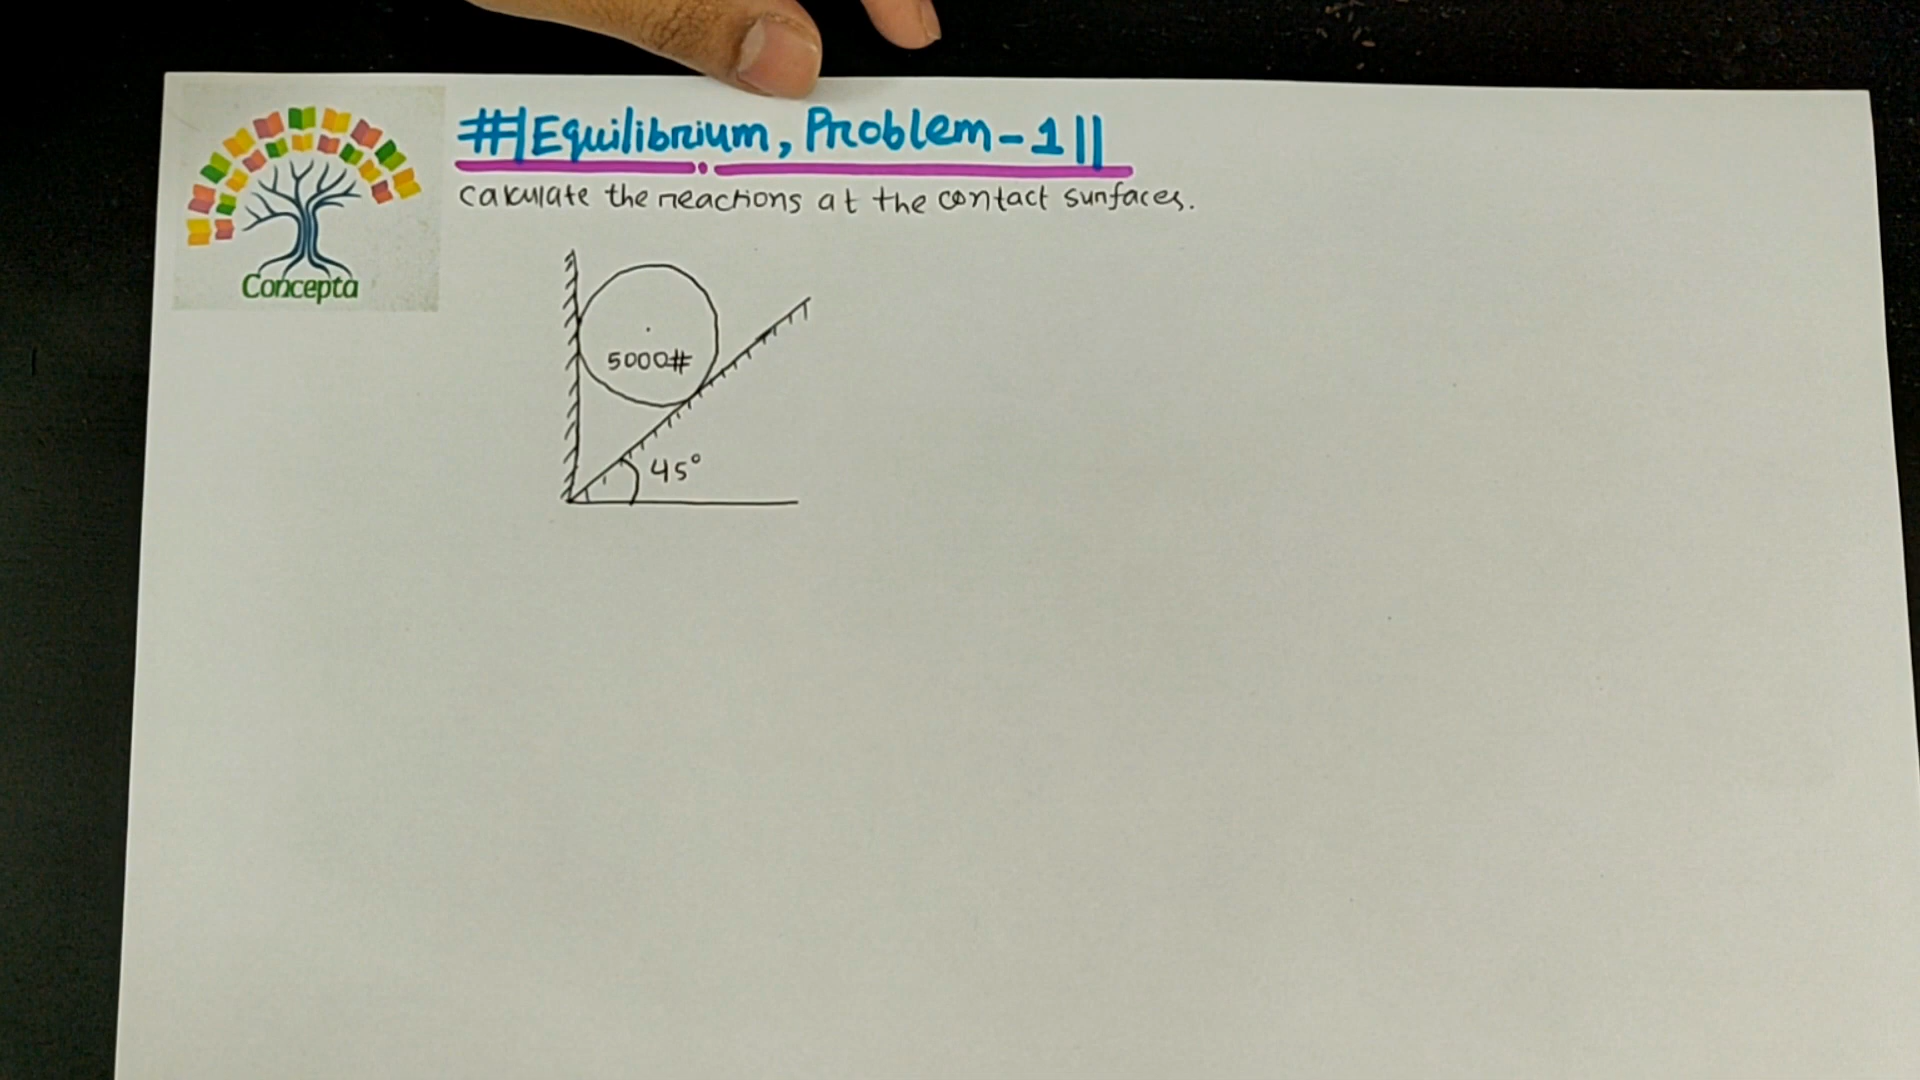 #Equilibrium, Problem-1||
Calculate the reactions at the contact surfaces.
Concepta
5000#
45°